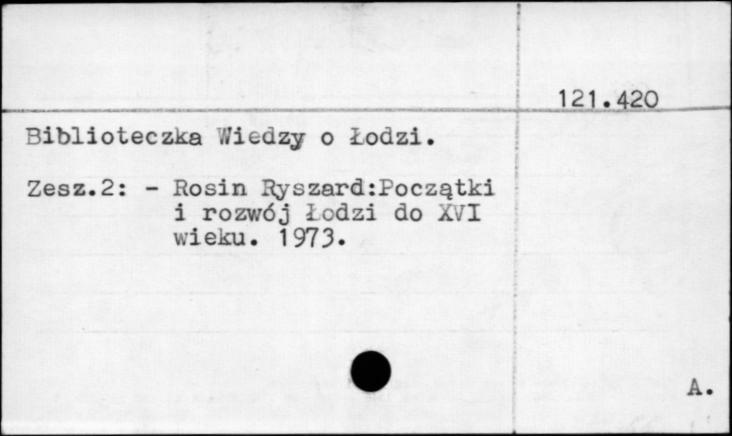 121.420
Biblioteczka Wiedzy o Łodzi.
Zesz.2: - Rosin Ryszard:Początki
i rozwój Łodzi do XVI
wieku. 1973.
A.